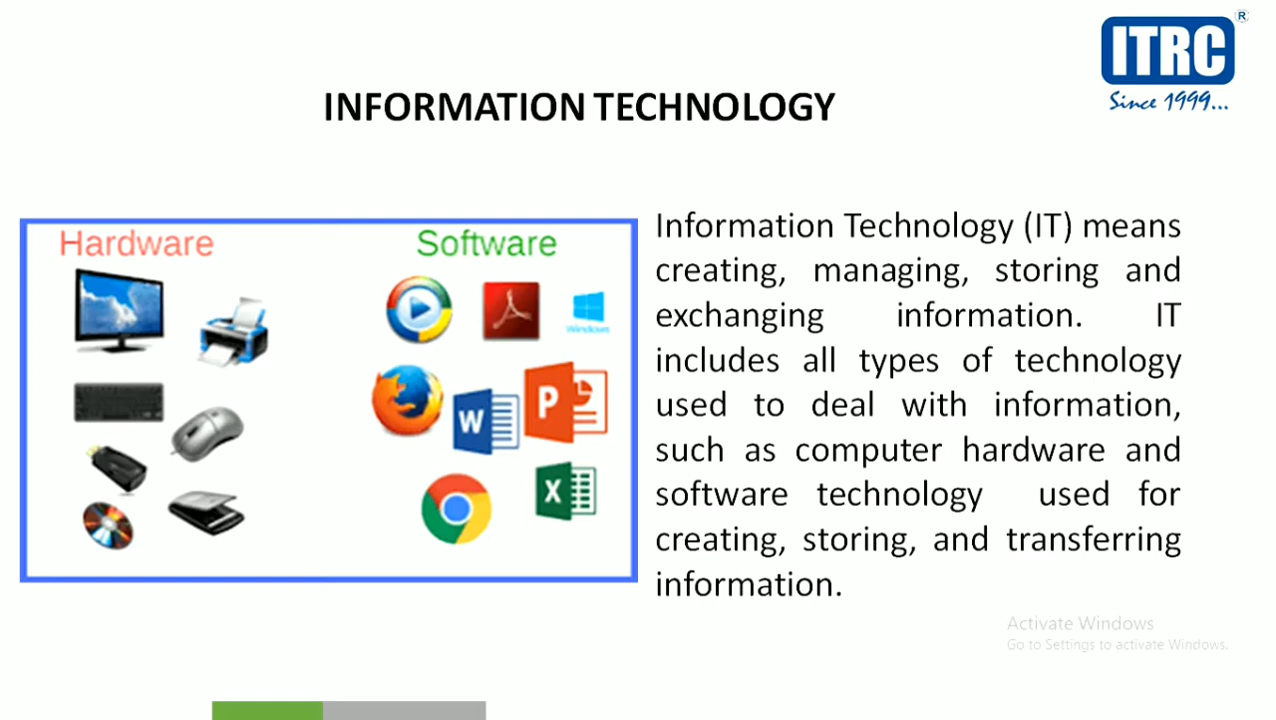 ITRC
®
Since 1999...
INFORMATION TECHNOLOGY
Hardware
Software
Windows
W
P
X
Information Technology (IT) means
creating, managing, storing and
exchanging information. IT
includes all types of technology
used to deal with information,
such as computer hardware and
software technology used for
creating, storing, and transferring
information.
Activate Windows
Go to Settings to activate Windows.